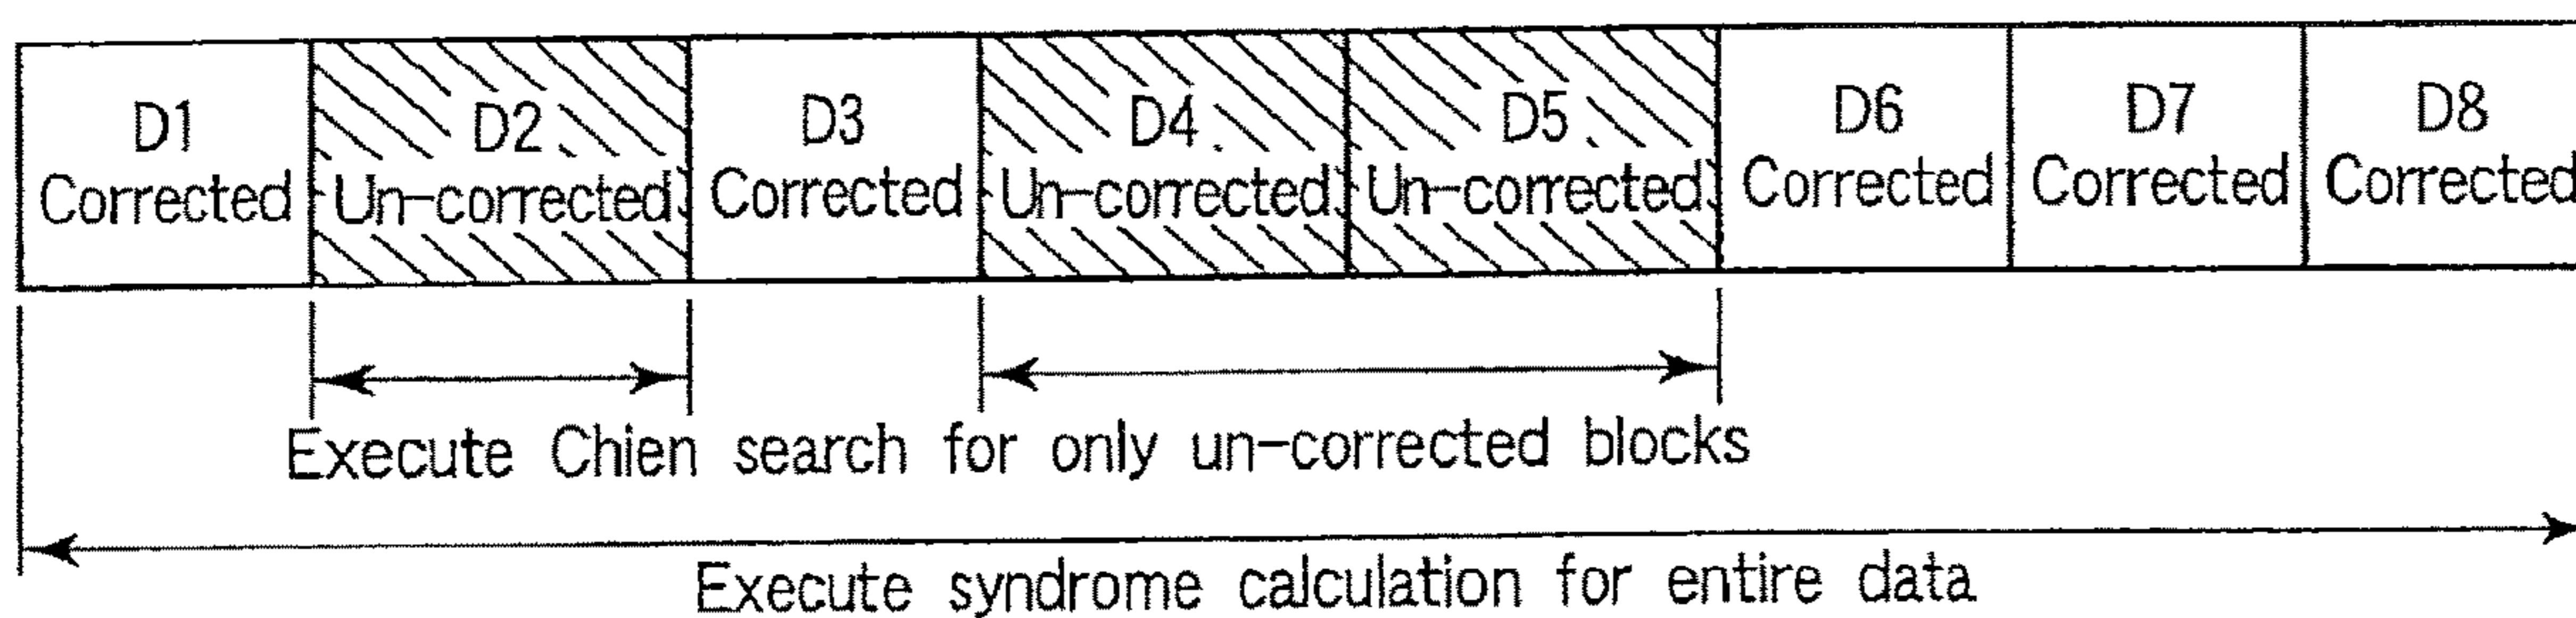 D1 D2 D3 D4 D5 D6 D7 D8
Corrected Un-corrected Corrected Un-corrected Un-corrected Corrected Corrected Corrected
Execute Chien search for only un-corrected blocks
Execute syndrome calculation for entire data